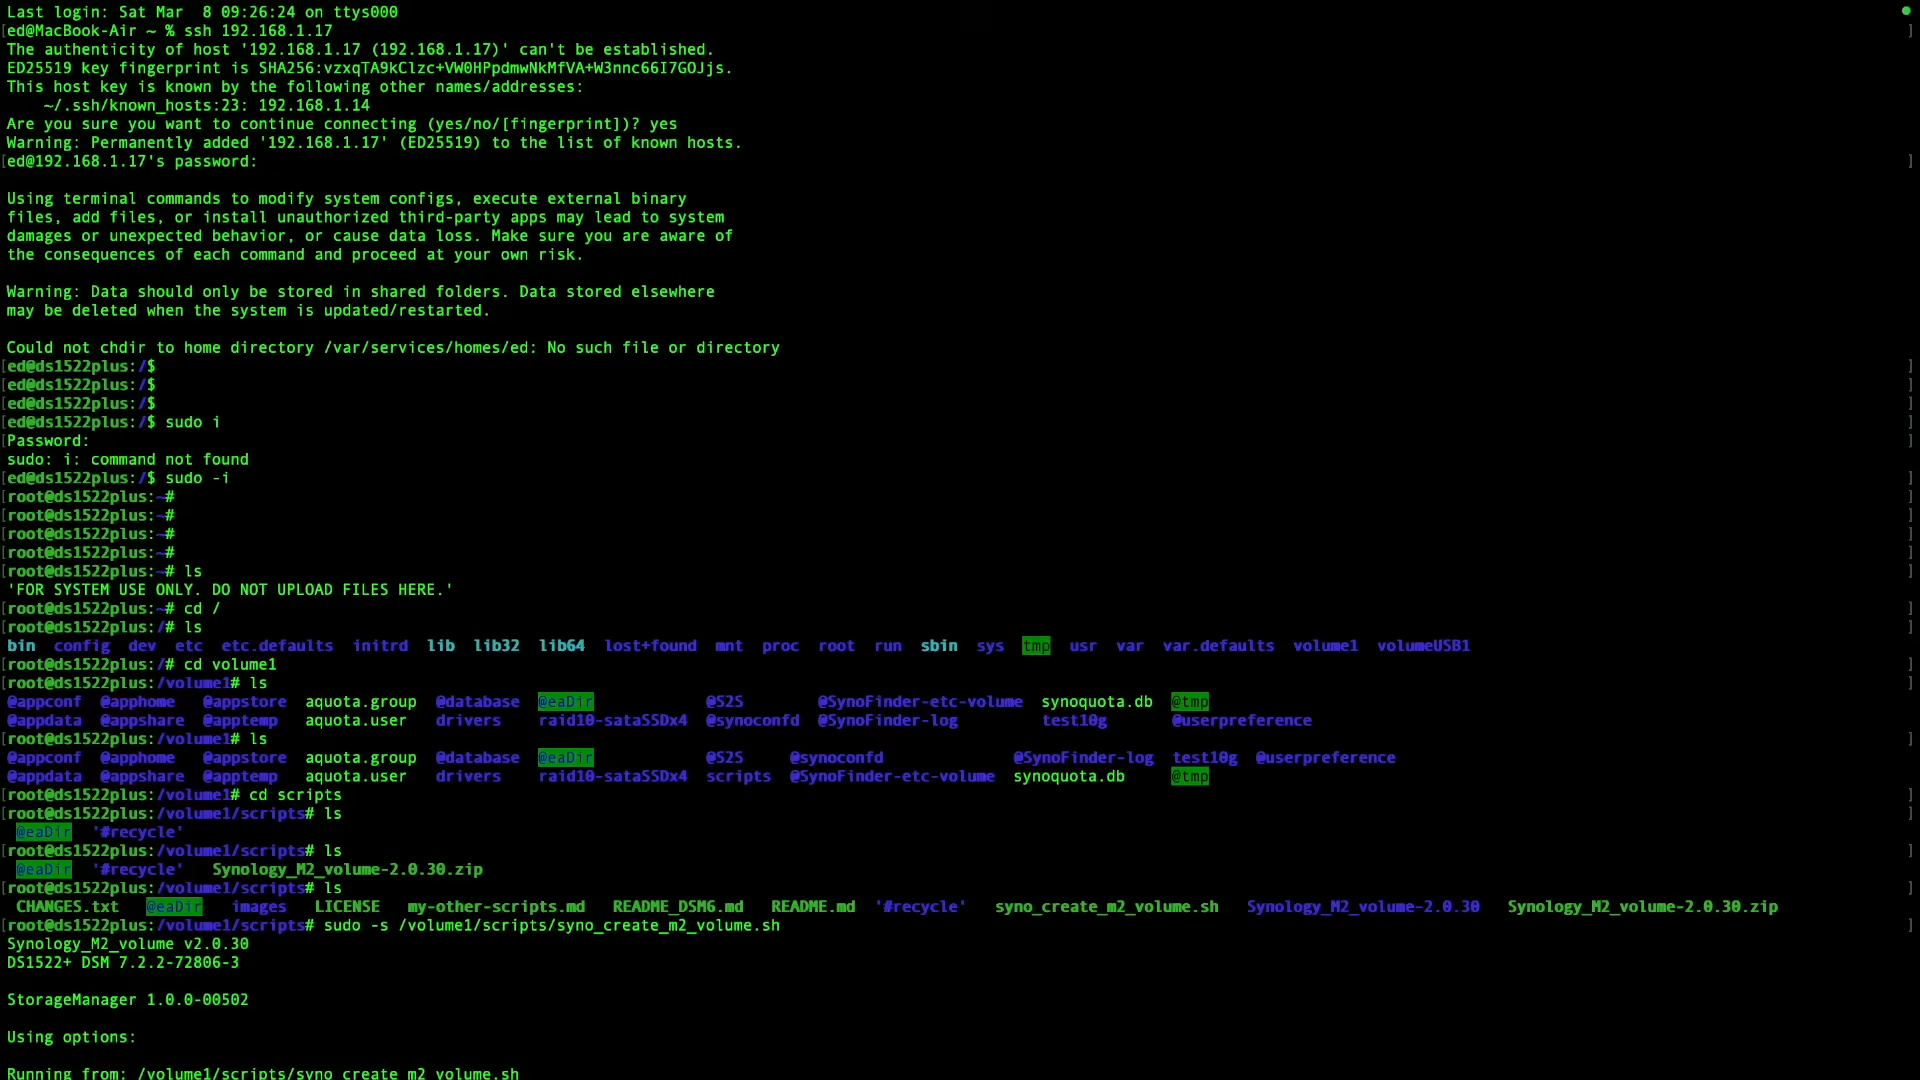 Last login: Sat Mar  8 09:26:24 on ttys000
[ed@MacBook-Air ~ % ssh 192.168.1.17 ]
The authenticity of host '192.168.1.17 (192.168.1.17)' can't be established.
ED25519 key fingerprint is SHA256:vzxqTA9kClzc+VW0HPpdmwNkMfVA+W3nnc66I7GOJjs.
This host key is known by the following other names/addresses:
    ~/.ssh/known_hosts:23: 192.168.1.14
Are you sure you want to continue connecting (yes/no/[fingerprint])? yes
Warning: Permanently added '192.168.1.17' (ED25519) to the list of known hosts.
[ed@192.168.1.17's password: ]
Using terminal commands to modify system configs, execute external binary
files, add files, or install unauthorized third-party apps may lead to system
damages or unexpected behavior, or cause data loss. Make sure you are aware of
the consequences of each command and proceed at your own risk.
Warning: Data should only be stored in shared folders. Data stored elsewhere
may be deleted when the system is updated/restarted.
Could not chdir to home directory /var/services/homes/ed: No such file or directory
[ed@ds1522plus:/$ ]
[ed@ds1522plus:/$ ]
[ed@ds1522plus:/$ ]
[ed@ds1522plus:/$ sudo i ]
[Password: ]
sudo: i: command not found
[ed@ds1522plus:/$ sudo -i ]
[root@ds1522plus:~# ]
[root@ds1522plus:~# ]
[root@ds1522plus:~# ]
[root@ds1522plus:~# ]
[root@ds1522plus:~# ls ]
'FOR SYSTEM USE ONLY. DO NOT UPLOAD FILES HERE.'
[root@ds1522plus:~# cd / ]
[root@ds1522plus:/# ls ]
bin  config  dev  etc  etc.defaults  initrd  lib  lib32  lib64  lost+found  mnt  proc  root  run  sbin  sys  tmp  usr  var  var.defaults  volume1  volumeUSB1
[root@ds1522plus:/# cd volume1 ]
[root@ds1522plus:/volume1# ls ]
@appconf  @apphome  @appstore  aquota.group  @database  @eaDir  @S2S  @SynoFinder-etc-volume  synoquota.db  @tmp
@appdata  @appshare  @apptemp  aquota.user  drivers  raid10-sataSSDx4  @synoconfd  @SynoFinder-log  test10g  @userpreference
[root@ds1522plus:/volume1# ls ]
@appconf  @apphome  @appstore  aquota.group  @database  @eaDir  @S2S  @synoconfd  @SynoFinder-log  test10g  @userpreference
@appdata  @appshare  @apptemp  aquota.user  drivers  raid10-sataSSDx4  scripts  @SynoFinder-etc-volume  synoquota.db  @tmp
[root@ds1522plus:/volume1# cd scripts ]
[root@ds1522plus:/volume1/scripts# ls ]
@eaDir  '#recycle'
[root@ds1522plus:/volume1/scripts# ls ]
@eaDir  '#recycle'  Synology_M2_volume-2.0.30.zip
[root@ds1522plus:/volume1/scripts# ls ]
CHANGES.txt  @eaDir  images  LICENSE  my-other-scripts.md  README_DSM6.md  README.md  '#recycle'  syno_create_m2_volume.sh  Synology_M2_volume-2.0.30  Synology_M2_volume-2.0.30.zip
[root@ds1522plus:/volume1/scripts# sudo -s /volume1/scripts/syno_create_m2_volume.sh ]
Synology_M2_volume v2.0.30
DS1522+ DSM 7.2.2-72806-3
StorageManager 1.0.0-00502
Using options:
Running from: /volume1/scripts/syno_create_m2_volume.sh